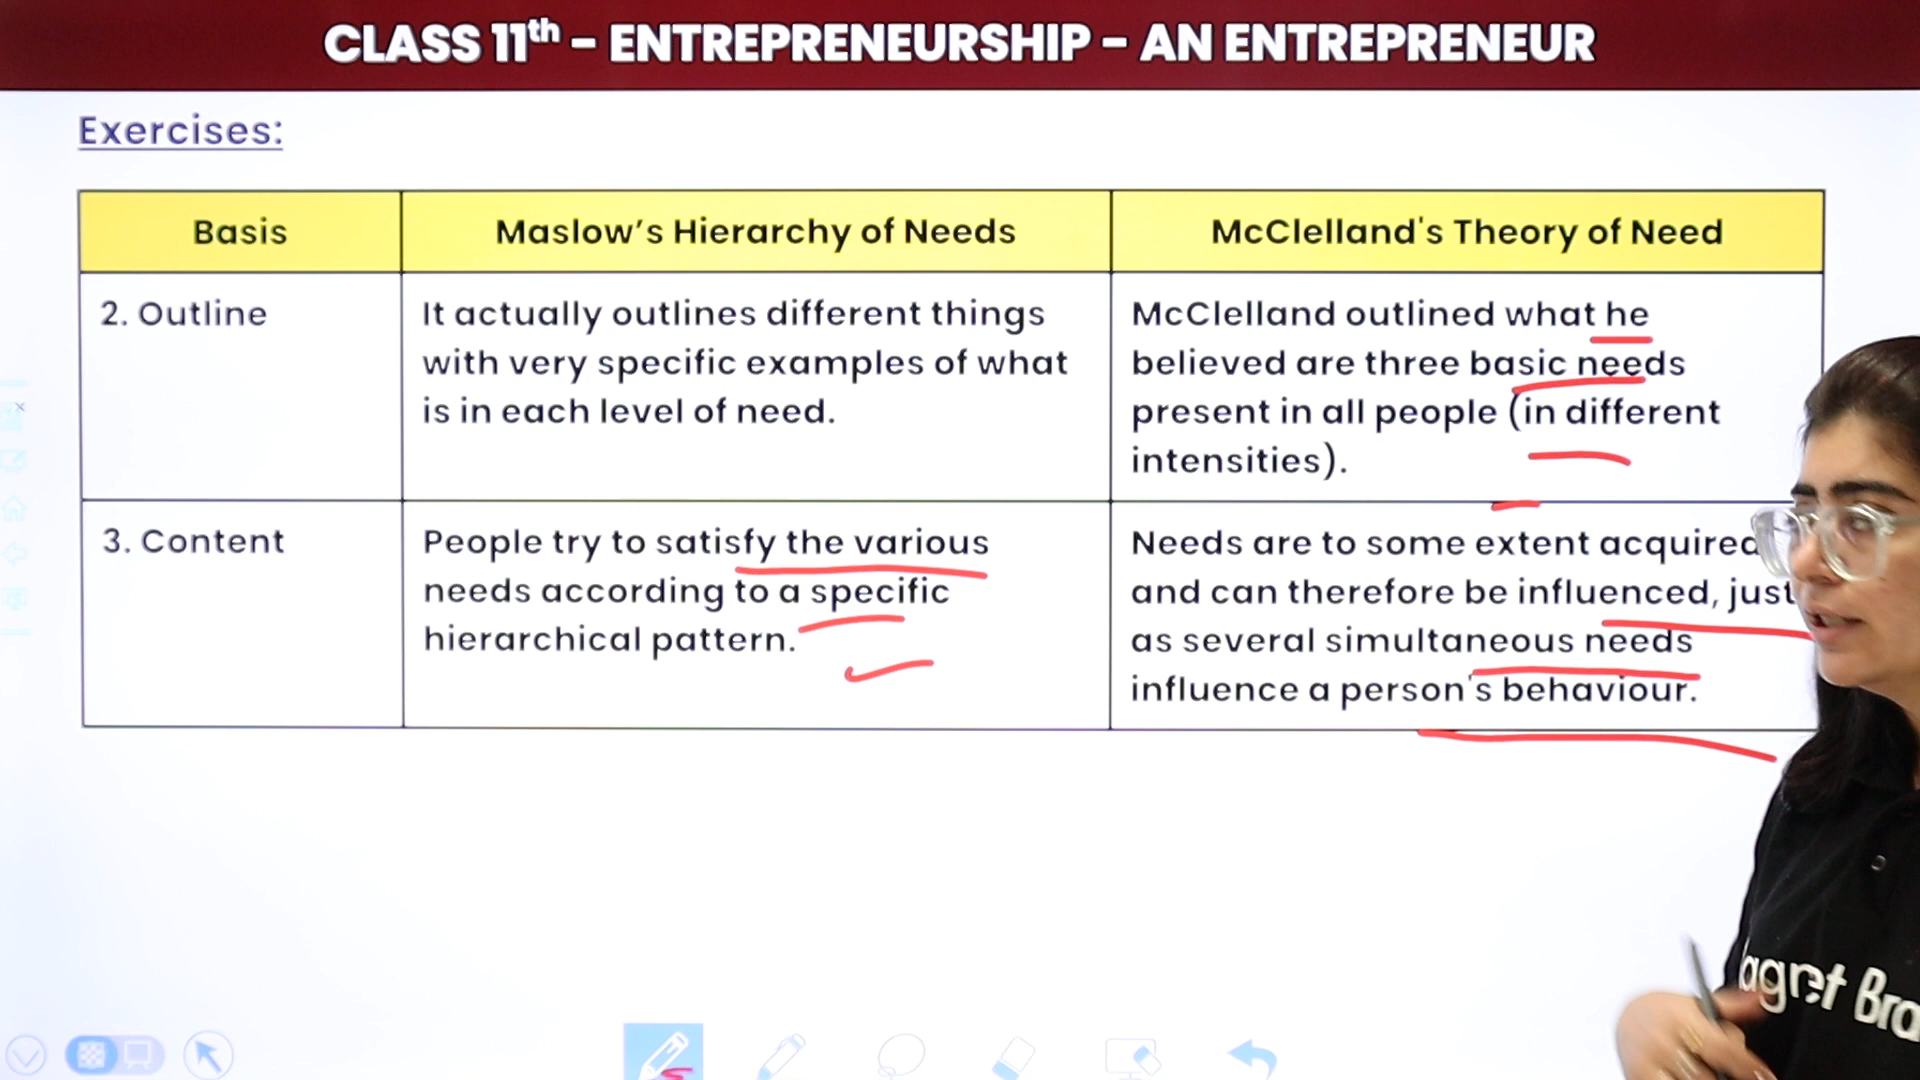 CLASS 11th – ENTREPRENEURSHIP – AN ENTREPRENEUR
Exercises:
Basis
Maslow’s Hierarchy of Needs
McClelland's Theory of Need
2. Outline
It actually outlines different things
with very specific examples of what
is in each level of need.
McClelland outlined what he
believed are three basic needs
present in all people (in different
intensities).
3. Content
People try to satisfy the various
needs according to a specific
hierarchical pattern.
Needs are to some extent acquired
and can therefore be influenced, just
as several simultaneous needs
influence a person's behaviour.